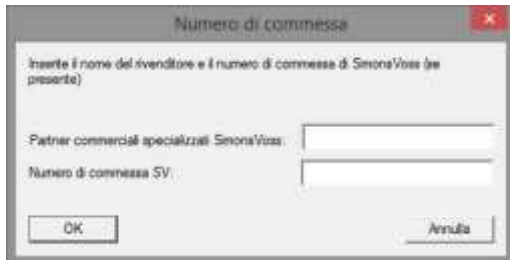 Numero di commessa
Inserite il nome del rivenditore e il numero di commessa di SimonsVoss (se
presente)
Partner commerciali specializzati SimonsVoss:
Numero di commessa SV:
OK
Annulla